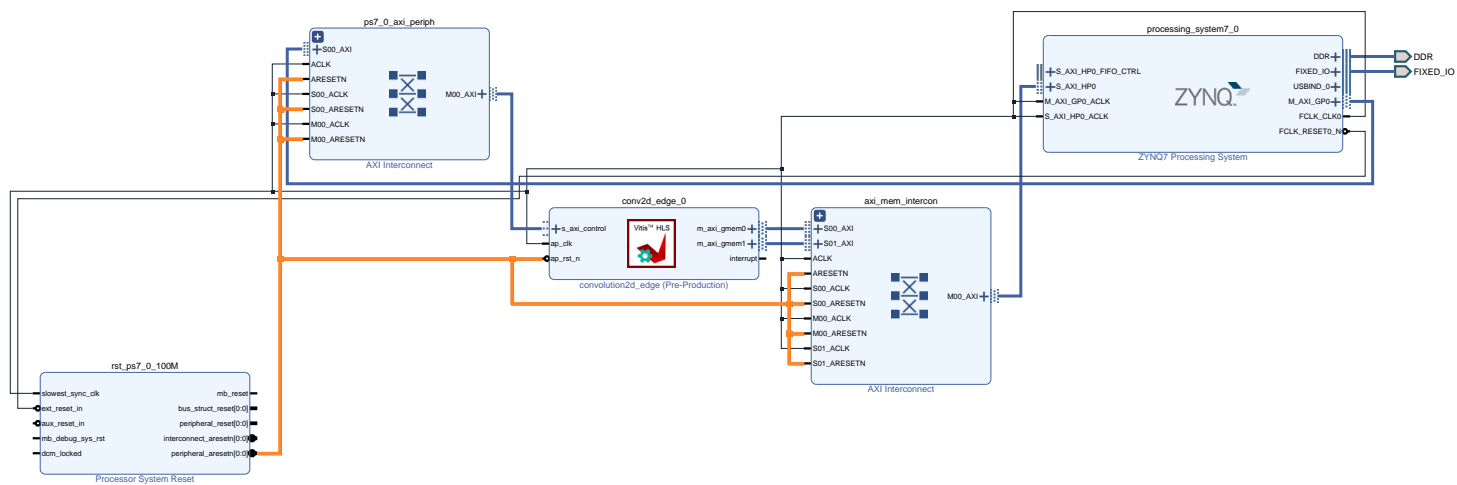 ps7_0_axi_periph
S00_AXI
ACLK
ARESETN
S00_ACLK
S00_ARESETN
M00_ACLK
M00_ARESETN
M00_AXI
AXI Interconnect
processing_system7_0
S_AXI_HP0_FIFO_CTRL
S_AXI_HP0
M_AXI_GP0_ACLK
S_AXI_HP0_ACLK
ZYNQ
DDR
FIXED_IO
USBIND_0
M_AXI_GP0
FCLK_CLK0
FCLK_RESET0_N
ZYNQ7 Processing System
DDR
FIXED_IO
conv2d_edge_0
s_axi_control
ap_clk
ap_rst_n
Vitis™ HLS
m_axi_gmem0
m_axi_gmem1
interrupt
convolution2d_edge (Pre-Production)
axi_mem_intercon
S00_AXI
S01_AXI
ACLK
ARESETN
S00_ACLK
S00_ARESETN
M00_ACLK
M00_ARESETN
S01_ACLK
S01_ARESETN
M00_AXI
AXI Interconnect
rst_ps7_0_100M
slowest_sync_clk
ext_reset_in
aux_reset_in
mb_debug_sys_rst
dcm_locked
mb_reset
bus_struct_reset[0:0]
peripheral_reset[0:0]
interconnect_aresetn[0:0]
peripheral_aresetn[0:0]
Processor System Reset